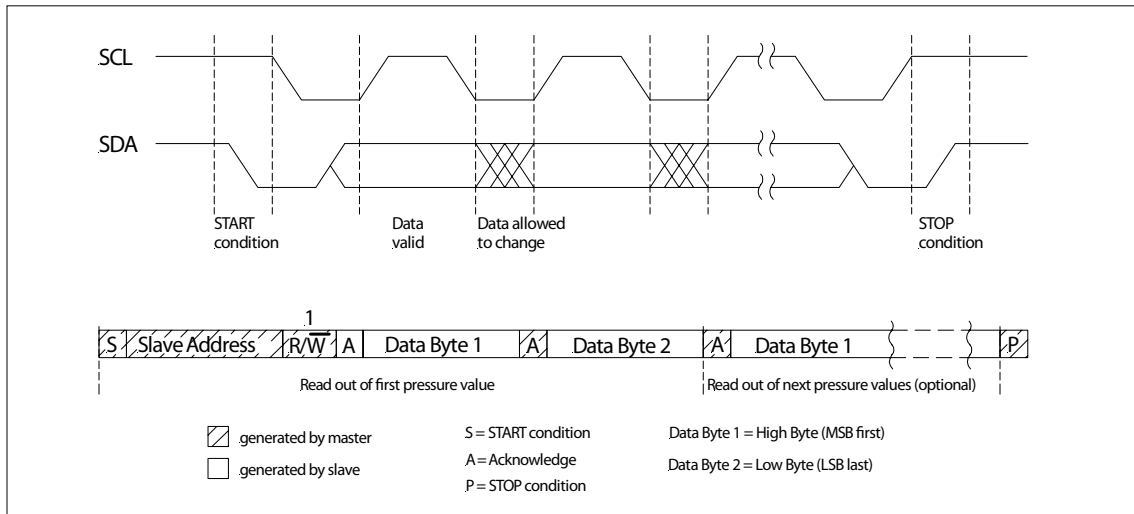 SCL
SDA
START condition
Data valid
Data allowed to change
STOP condition
1
S Slave Address R/W̅ A Data Byte 1 A Data Byte 2 A Data Byte 1 P
Read out of first pressure value
Read out of next pressure values (optional)
generated by master
generated by slave
S = START condition
A = Acknowledge
P = STOP condition
Data Byte 1 = High Byte (MSB first)
Data Byte 2 = Low Byte (LSB last)